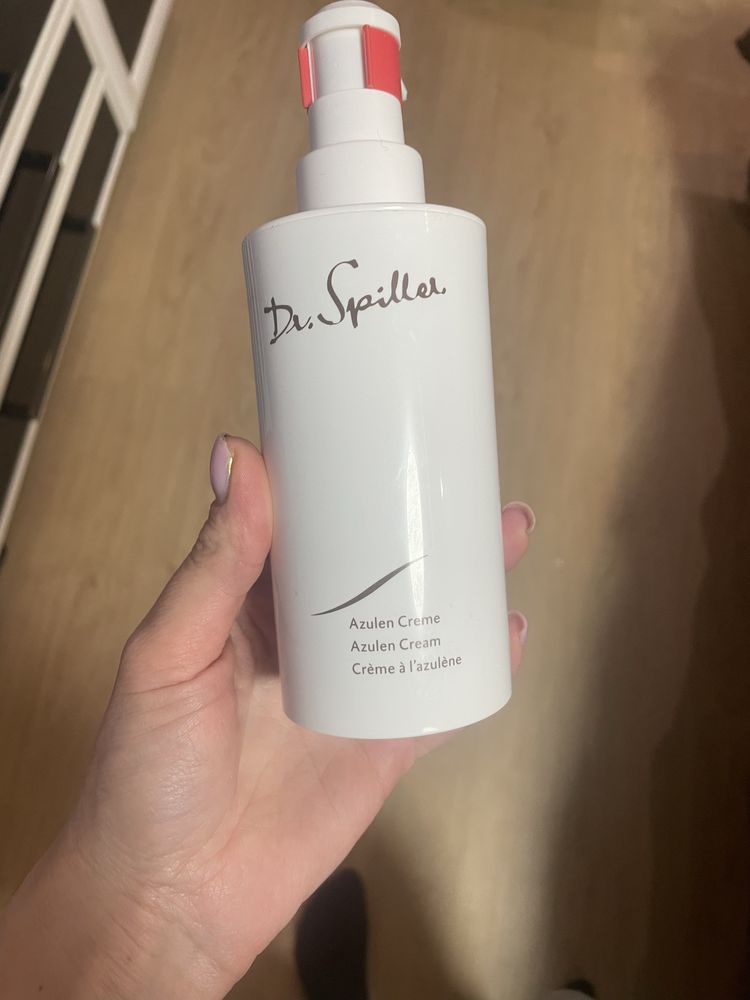 Dr. Spiller
Azulen Creme
Azulen Cream
Crème à l'azulène